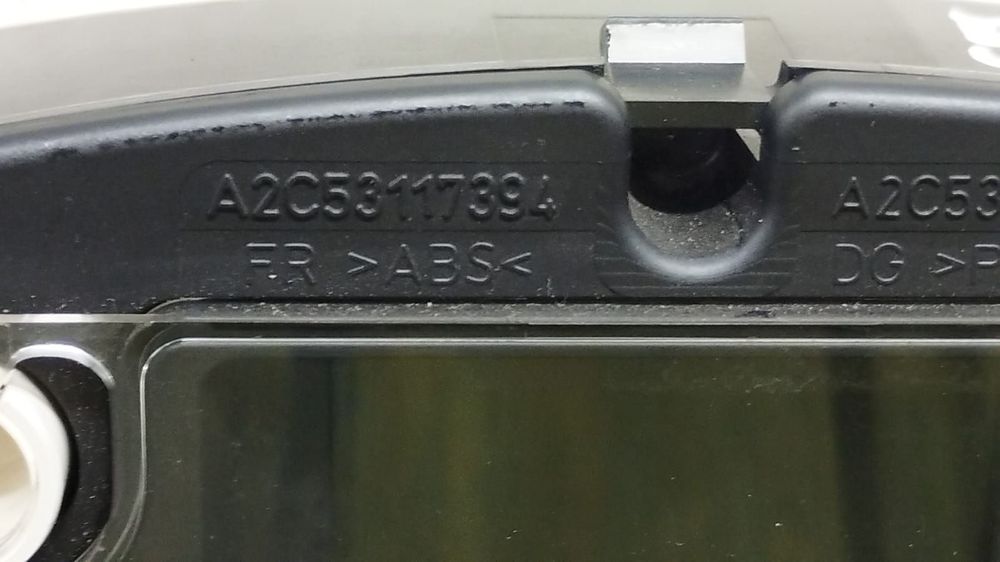 A2C53117394
FR >ABS<
A2C53
DG >P